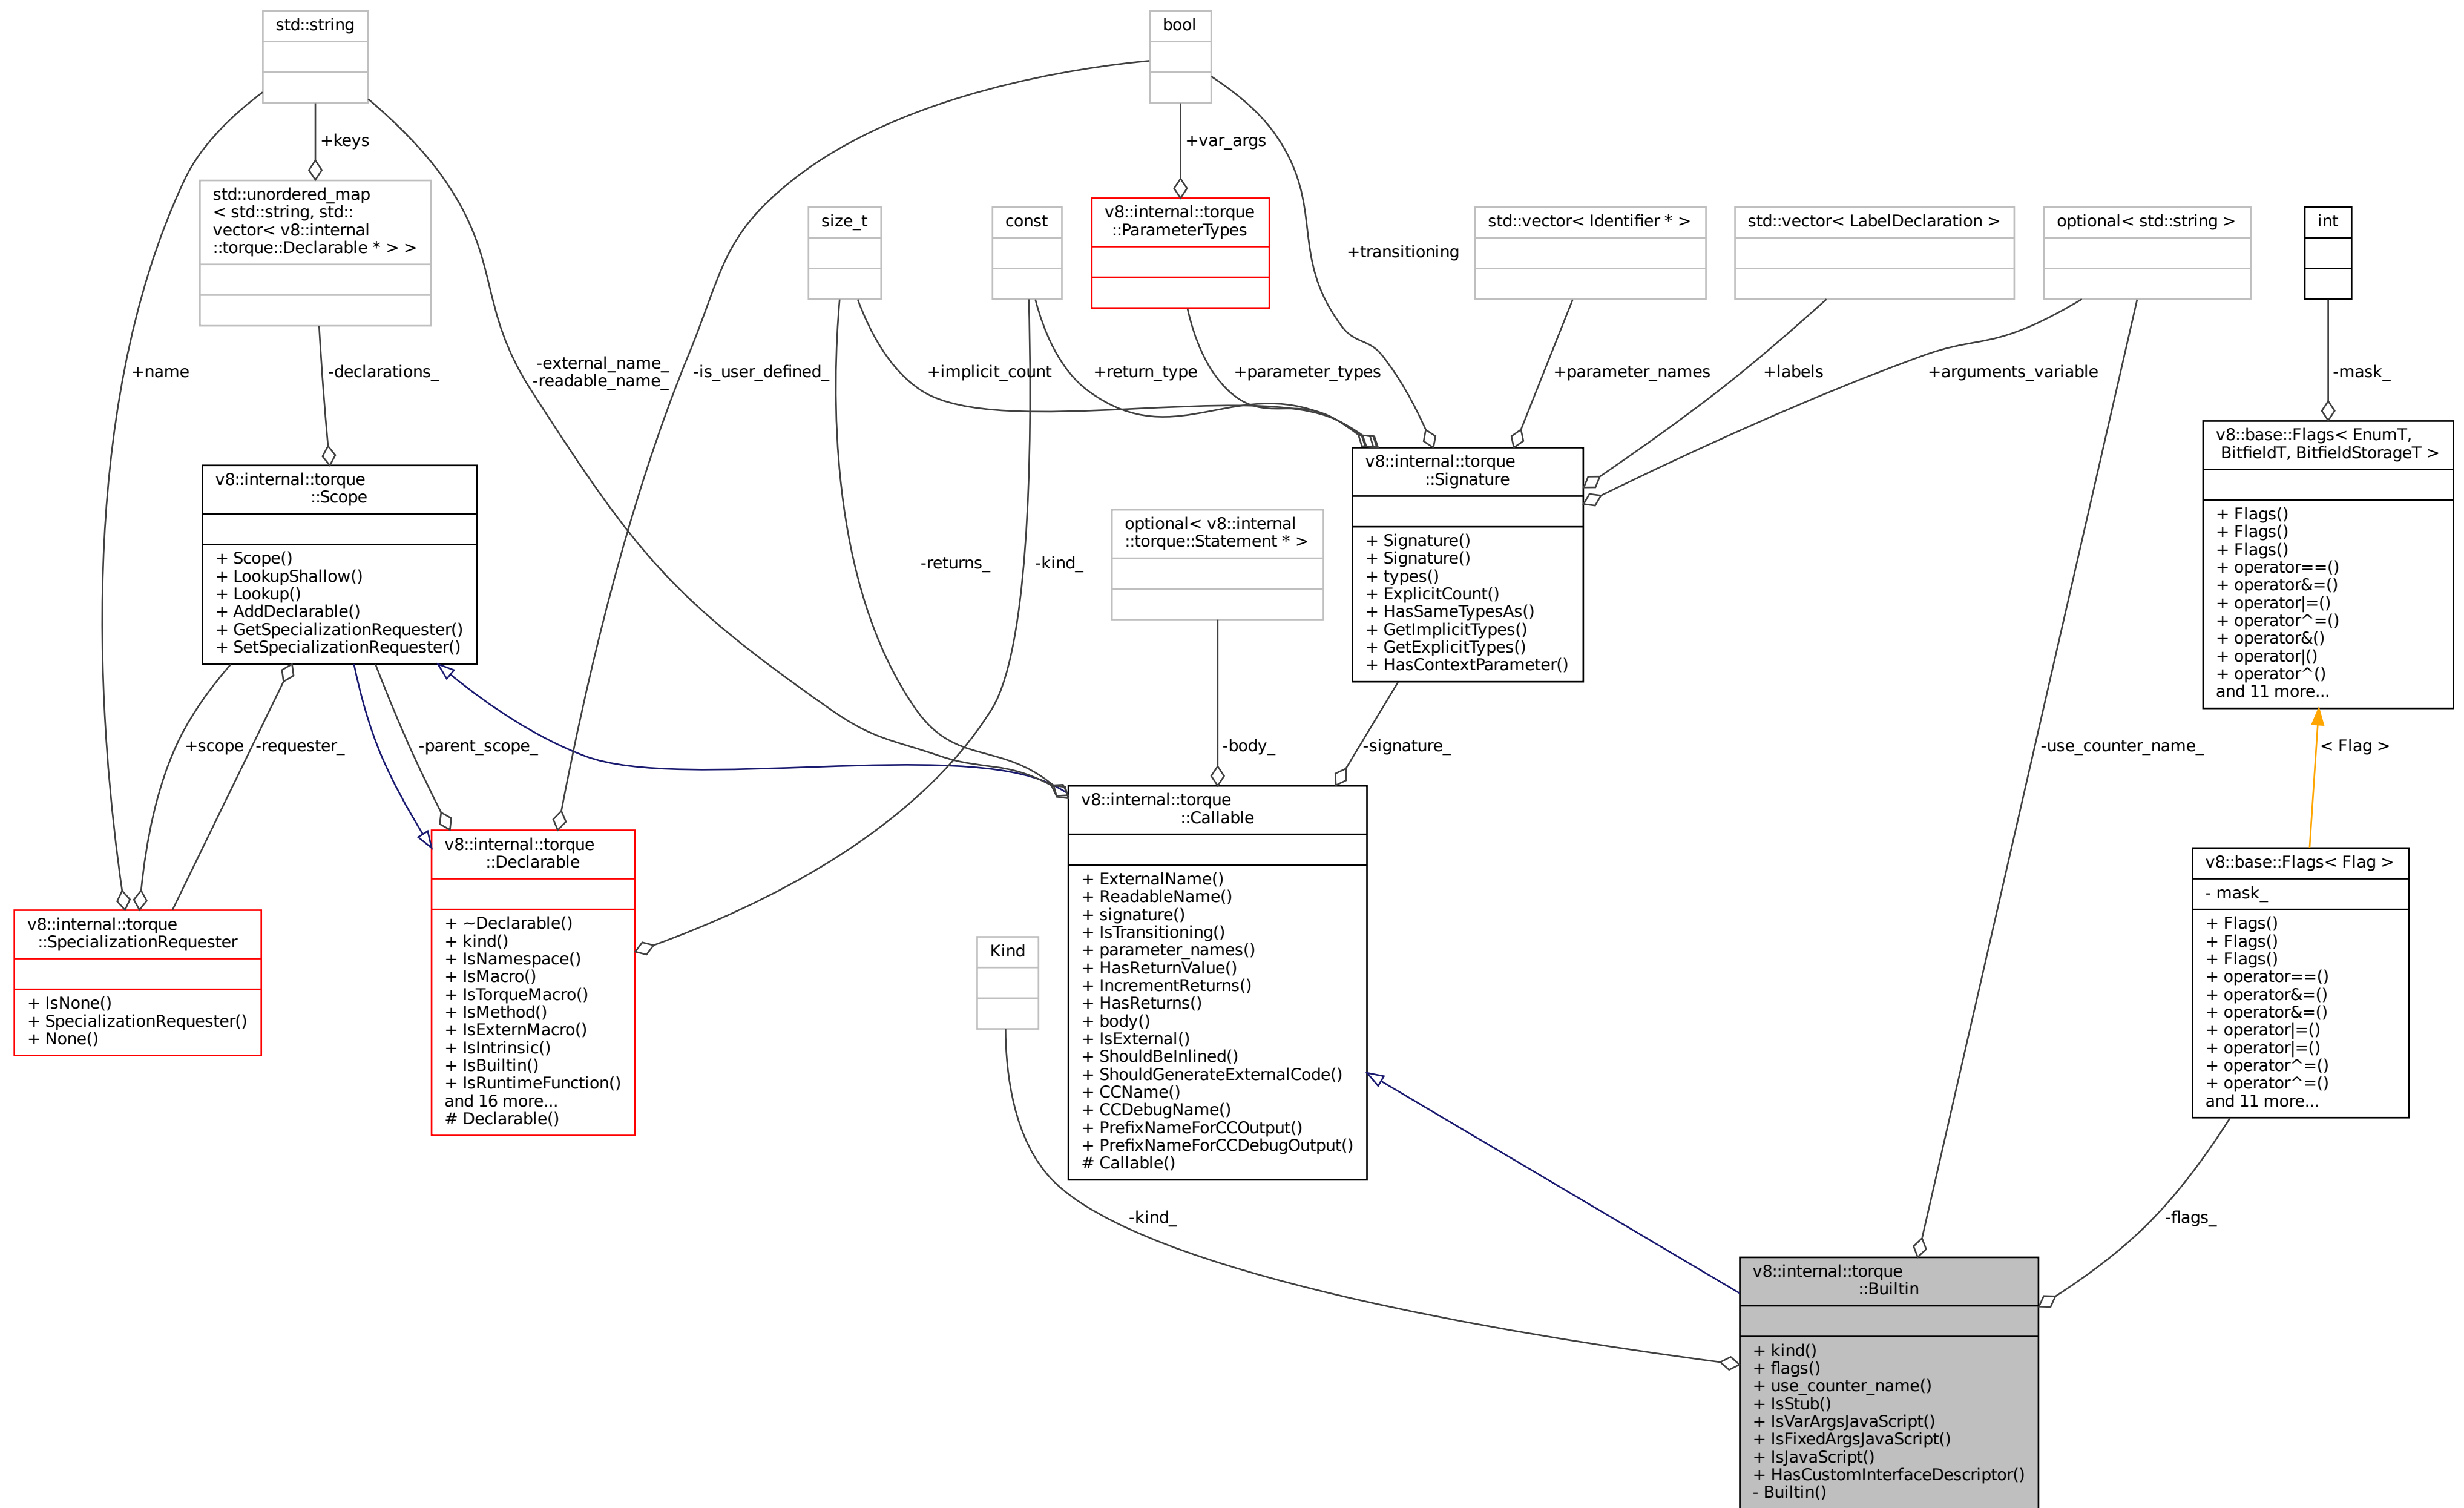 std::string
bool
+keys
+var_args
std::unordered_map
< std::string, std::
vector< v8::internal
::torque::Declarable * > >
size_t
const
v8::internal::torque
::ParameterTypes
+transitioning
std::vector< Identifier * >
std::vector< LabelDeclaration >
optional< std::string >
int
+name
-declarations_
-external_name_
-readable_name_
-is_user_defined_
+implicit_count
+return_type
+parameter_types
+parameter_names
+labels
+arguments_variable
-mask_
v8::internal::torque
::Scope
+ Scope()
+ LookupShallow()
+ Lookup()
+ AddDeclarable()
+ GetSpecializationRequester()
+ SetSpecializationRequester()
-returns_
-kind_
optional< v8::internal
::torque::Statement * >
v8::internal::torque
::Signature
+ Signature()
+ Signature()
+ types()
+ ExplicitCount()
+ HasSameTypesAs()
+ GetImplicitTypes()
+ GetExplicitTypes()
+ HasContextParameter()
v8::base::Flags< EnumT,
BitfieldT, BitfieldStorageT >
+ Flags()
+ Flags()
+ Flags()
+ operator==()
+ operator&=()
+ operator|=()
+ operator^=()
+ operator&()
+ operator|()
+ operator^()
and 11 more...
+scope
-requester_
-parent_scope_
-body_
-signature_
-use_counter_name_
< Flag >
v8::internal::torque
::SpecializationRequester
+ IsNone()
+ SpecializationRequester()
+ None()
v8::internal::torque
::Declarable
+ ~Declarable()
+ kind()
+ IsNamespace()
+ IsMacro()
+ IsTorqueMacro()
+ IsMethod()
+ IsExternMacro()
+ IsIntrinsic()
+ IsBuiltin()
+ IsRuntimeFunction()
and 16 more...
# Declarable()
Kind
v8::internal::torque
::Callable
+ ExternalName()
+ ReadableName()
+ signature()
+ IsTransitioning()
+ parameter_names()
+ HasReturnValue()
+ IncrementReturns()
+ HasReturns()
+ body()
+ IsExternal()
+ ShouldBeInlined()
+ ShouldGenerateExternalCode()
+ CCName()
+ CCDebugName()
+ PrefixNameForCCOutput()
+ PrefixNameForCCDebugOutput()
# Callable()
v8::base::Flags< Flag >
- mask_
+ Flags()
+ Flags()
+ Flags()
+ operator==()
+ operator&=()
+ operator&=()
+ operator|=()
+ operator|=()
+ operator^=()
+ operator^=()
and 11 more...
-kind_
-flags_
v8::internal::torque
::Builtin
+ kind()
+ flags()
+ use_counter_name()
+ IsStub()
+ IsVarArgsJavaScript()
+ IsFixedArgsJavaScript()
+ IsJavaScript()
+ HasCustomInterfaceDescriptor()
- Builtin()